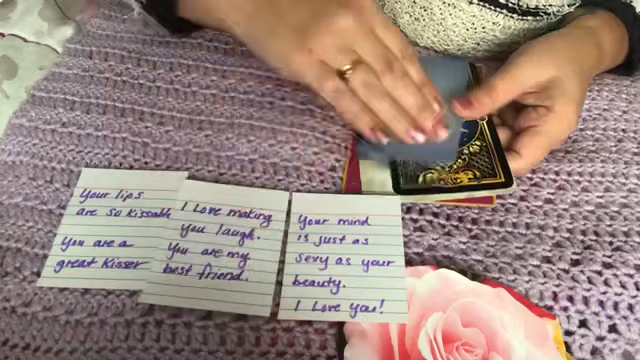 Your lips
are so kissable
You are a
great kisser
I Love making
you laugh.
You are my
best friend.
Your mind
is just as
sexy as your
beauty.
I Love you!